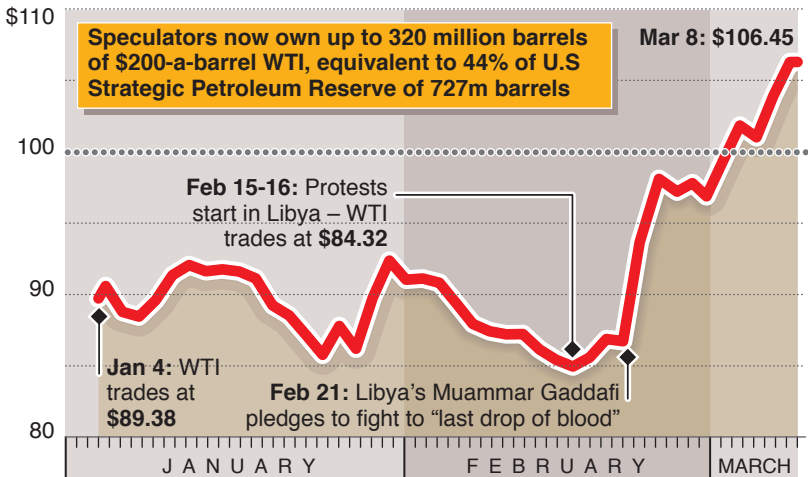 $110
Speculators now own up to 320 million barrels
of $200-a-barrel WTI, equivalent to 44% of U.S
Strategic Petroleum Reserve of 727m barrels
Mar 8: $106.45
100
Feb 15-16: Protests
start in Libya – WTI
trades at $84.32
90
Jan 4: WTI
trades at
$89.38
Feb 21: Libya’s Muammar Gaddafi
pledges to fight to “last drop of blood”
80
JANUARY
FEBRUARY
MARCH